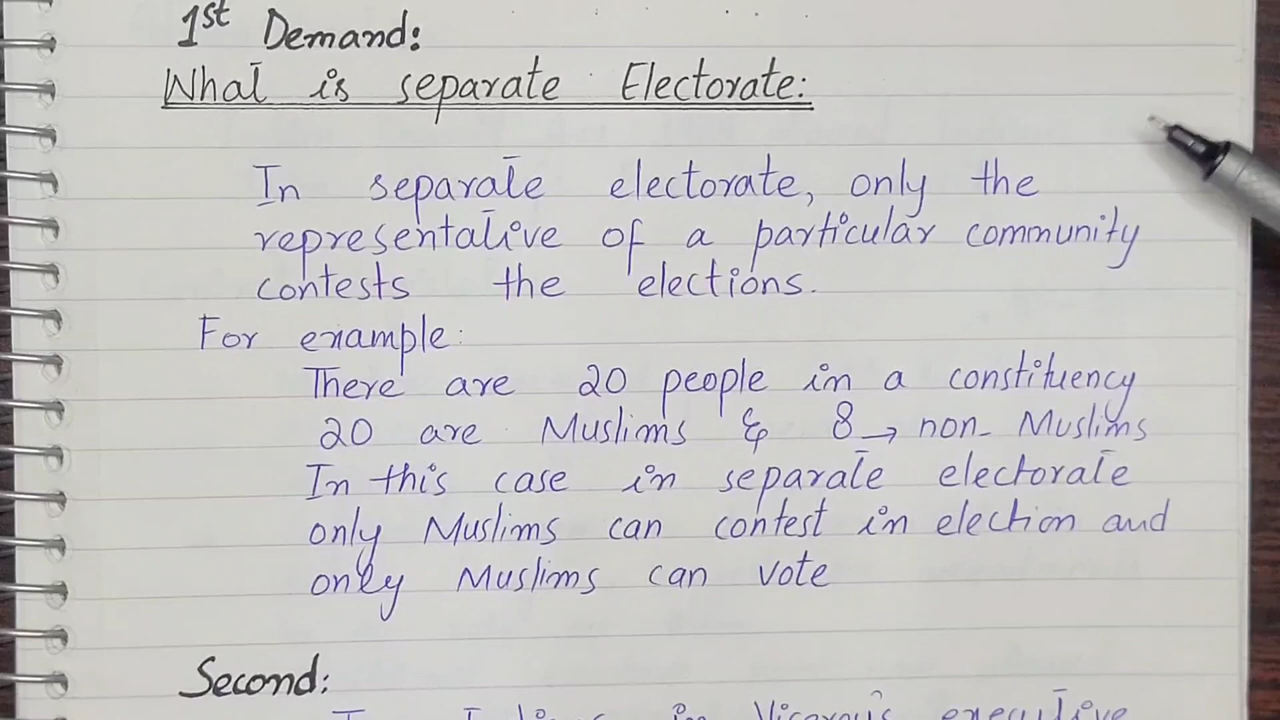 1st Demand:
What is separate Electorate:
In separate electorate, only the
representative of a particular community
contests the elections.
For example:
There are 20 people in a constituency
20 are Muslims & 8 → non- Muslims
In this case in separate electorate
only Muslims can contest in election and
only Muslims can vote
Second:
in executive